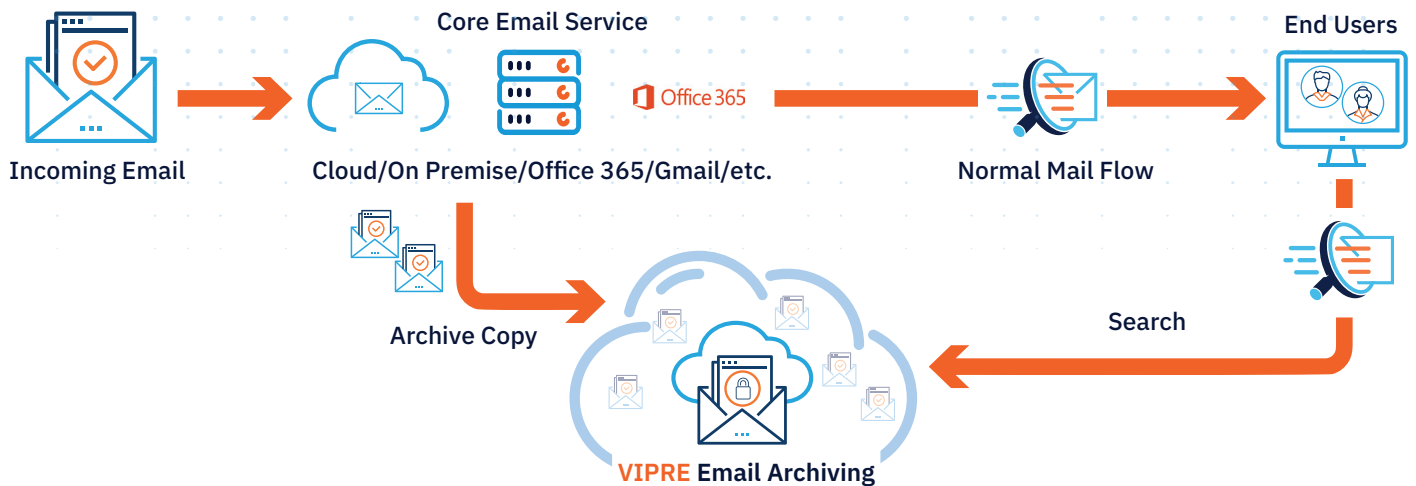 Core Email Service
End Users
Office 365
Incoming Email
Cloud/On Premise/Office 365/Gmail/etc.
Normal Mail Flow
Archive Copy
Search
VIPRE Email Archiving